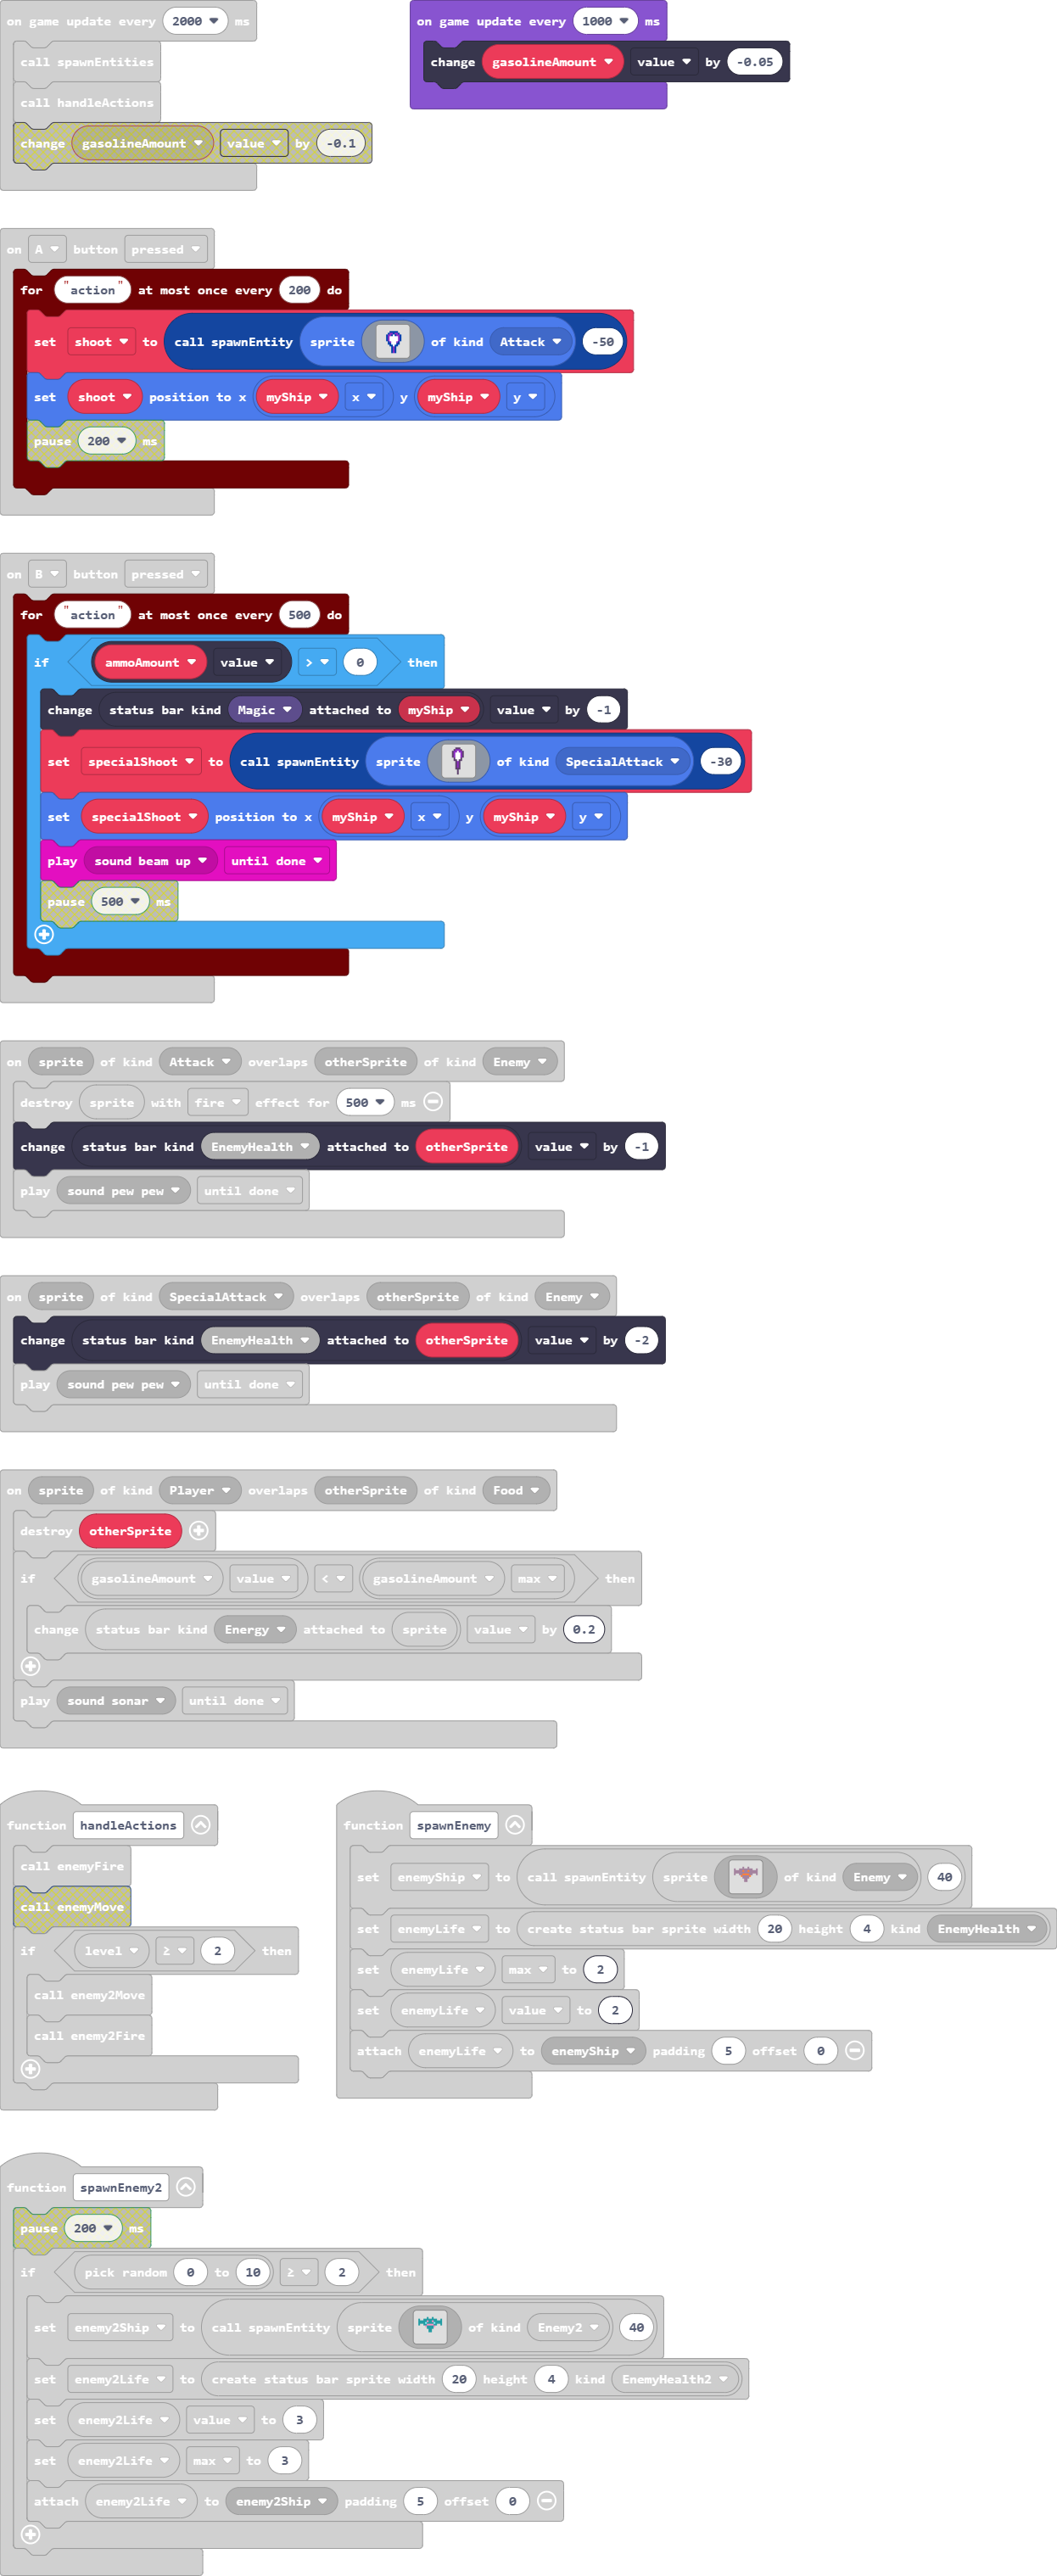 on game update every 2000 ms
call spawnEntities
call handleActions
change gasolineAmount value by -0.1
on game update every 1000 ms
change gasolineAmount value by -0.05
on A button pressed
for "action" at most once every 200 do
set shoot to call spawnEntity sprite of kind Attack -50
set shoot position to x myShip x y myShip y
pause 200 ms
on B button pressed
for "action" at most once every 500 do
if ammoAmount value > 0 then
change status bar kind Magic attached to myShip value by -1
set specialShoot to call spawnEntity sprite of kind SpecialAttack -30
set specialShoot position to x myShip x y myShip y
play sound beam up until done
pause 500 ms
on sprite of kind Attack overlaps otherSprite of kind Enemy
destroy sprite with fire effect for 500 ms
change status bar kind EnemyHealth attached to otherSprite value by -1
play sound pew pew until done
on sprite of kind SpecialAttack overlaps otherSprite of kind Enemy
change status bar kind EnemyHealth attached to otherSprite value by -2
play sound pew pew until done
on sprite of kind Player overlaps otherSprite of kind Food
destroy otherSprite
if gasolineAmount value < gasolineAmount max then
change status bar kind Energy attached to sprite value by 0.2
play sound sonar until done
function handleActions
call enemyFire
call enemyMove
if level ≥ 2 then
call enemy2Move
call enemy2Fire
function spawnEnemy
set enemyShip to call spawnEntity sprite of kind Enemy 40
set enemyLife to create status bar sprite width 20 height 4 kind EnemyHealth
set enemyLife max to 2
set enemyLife value to 2
attach enemyLife to enemyShip padding 5 offset 0
function spawnEnemy2
pause 200 ms
if pick random 0 to 10 ≥ 2 then
set enemy2Ship to call spawnEntity sprite of kind Enemy2 40
set enemy2Life to create status bar sprite width 20 height 4 kind EnemyHealth2
set enemy2Life value to 3
set enemy2Life max to 3
attach enemy2Life to enemy2Ship padding 5 offset 0